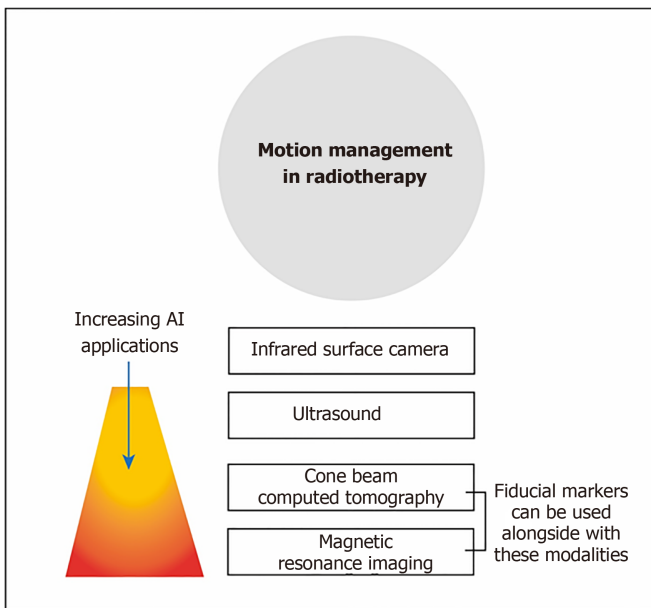 Motion management
in radiotherapy
Increasing AI
applications
Infrared surface camera
Ultrasound
Cone beam
computed tomography
Magnetic
resonance imaging
Fiducial markers
can be used
alongside with
these modalities